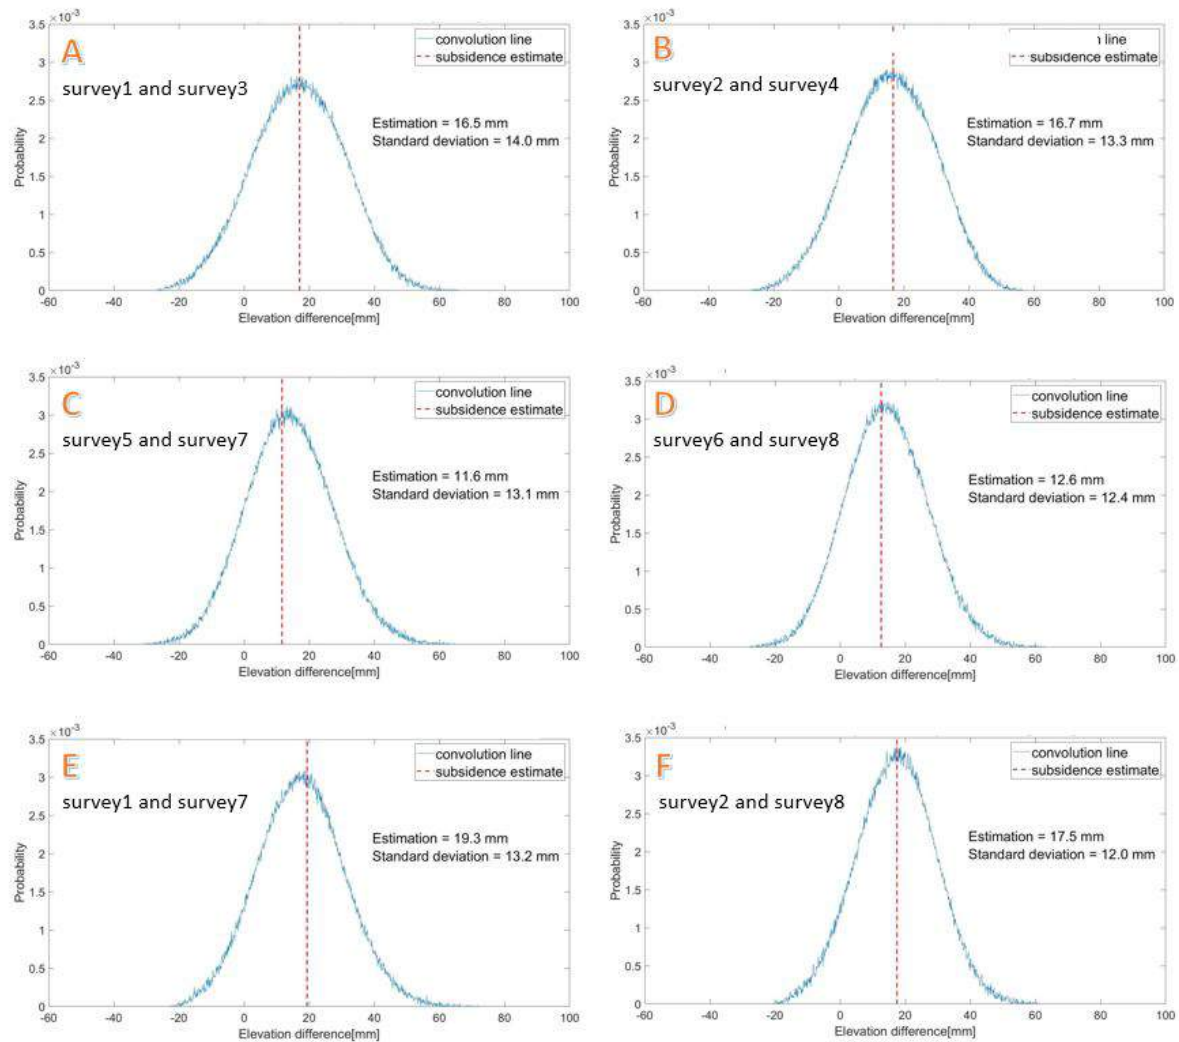 ×10⁻³
A
survey1 and survey3
convolution line
subsidence estimate
Estimation = 16.5 mm
Standard deviation = 14.0 mm
Probability
3.5
3
2.5
2
1.5
1
0.5
0
-60 -40 -20 0 20 40 60 80 100
Elevation difference[mm]
×10⁻³
B
survey2 and survey4
line
subsidence estimate
Estimation = 16.7 mm
Standard deviation = 13.3 mm
Probability
3.5
3
2.5
2
1.5
1
0.5
0
-60 -40 -20 0 20 40 60 80 100
Elevation difference[mm]
×10⁻³
C
survey5 and survey7
convolution line
subsidence estimate
Estimation = 11.6 mm
Standard deviation = 13.1 mm
Probability
3.5
3
2.5
2
1.5
1
0.5
0
-60 -40 -20 0 20 40 60 80 100
Elevation difference[mm]
×10⁻³
D
survey6 and survey8
convolution line
subsidence estimate
Estimation = 12.6 mm
Standard deviation = 12.4 mm
Probability
3.5
3
2.5
2
1.5
1
0.5
0
-60 -40 -20 0 20 40 60 80 100
Elevation difference[mm]
×10⁻³
E
survey1 and survey7
convolution line
subsidence estimate
Estimation = 19.3 mm
Standard deviation = 13.2 mm
Probability
3.5
3
2.5
2
1.5
1
0.5
0
-60 -40 -20 0 20 40 60 80 100
Elevation difference[mm]
×10⁻³
F
survey2 and survey8
convolution line
subsidence estimate
Estimation = 17.5 mm
Standard deviation = 12.0 mm
Probability
3.5
3
2.5
2
1.5
1
0.5
0
-60 -40 -20 0 20 40 60 80 100
Elevation difference[mm]